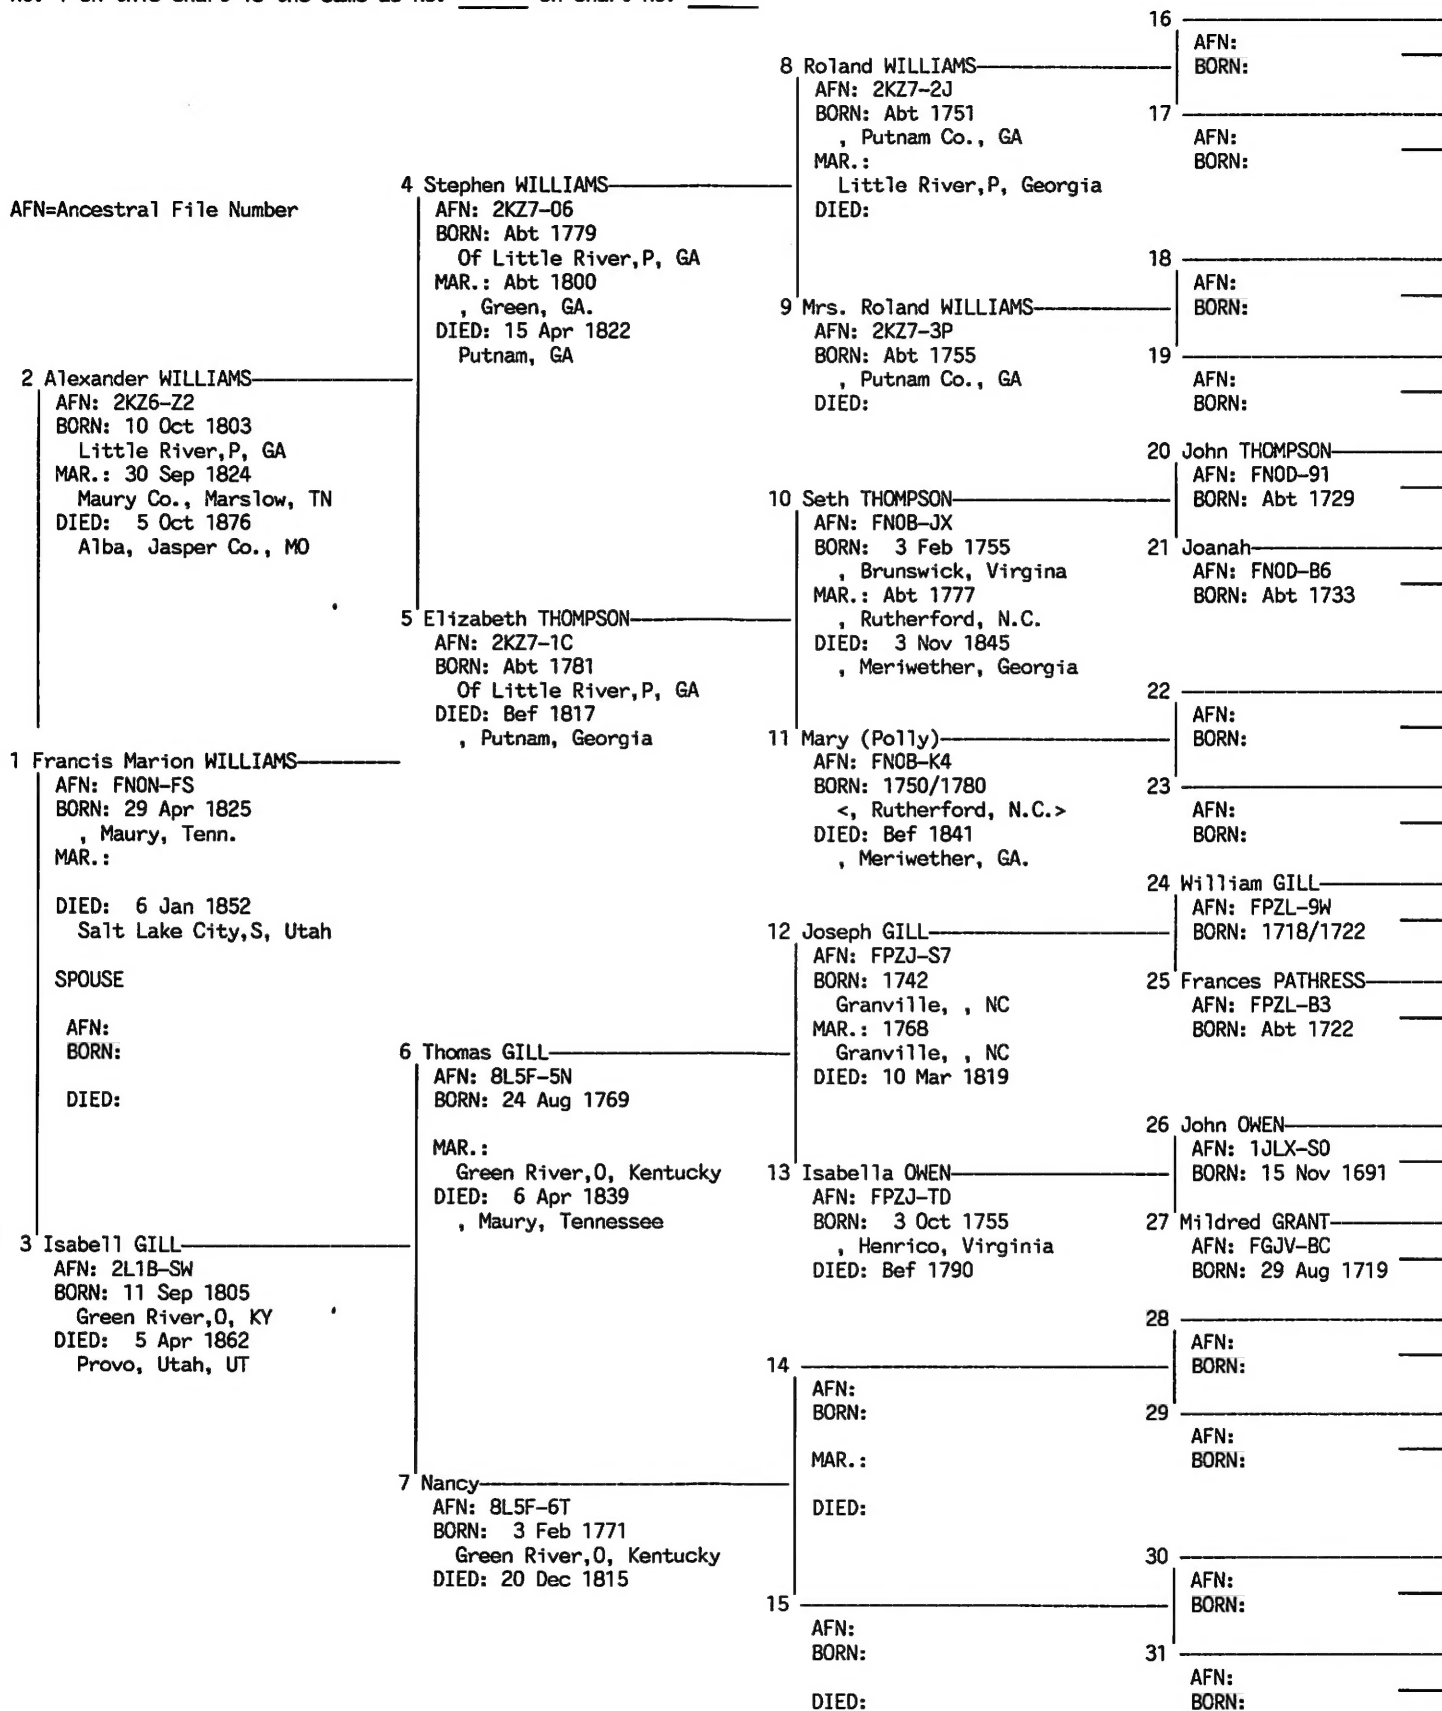 No. 1 on this chart is the same as No. _____ on chart No. _____
AFN=Ancestral File Number
1 Francis Marion WILLIAMS
AFN: FNON-FS
BORN: 29 Apr 1825
, Maury, Tenn.
MAR.:
DIED: 6 Jan 1852
Salt Lake City,S, Utah
SPOUSE
AFN:
BORN:
DIED:
2 Alexander WILLIAMS
AFN: 2KZ6-Z2
BORN: 10 Oct 1803
Little River,P, GA
MAR.: 30 Sep 1824
Maury Co., Marslow, TN
DIED: 5 Oct 1876
Alba, Jasper Co., MO
3 Isabell GILL
AFN: 2L1B-SW
BORN: 11 Sep 1805
Green River,O, KY
DIED: 5 Apr 1862
Provo, Utah, UT
4 Stephen WILLIAMS
AFN: 2KZ7-06
BORN: Abt 1779
Of Little River,P, GA
MAR.: Abt 1800
, Green, GA.
DIED: 15 Apr 1822
Putnam, GA
5 Elizabeth THOMPSON
AFN: 2KZ7-1C
BORN: Abt 1781
Of Little River,P, GA
DIED: Bef 1817
, Putnam, Georgia
6 Thomas GILL
AFN: 8L5F-5N
BORN: 24 Aug 1769
MAR.:
Green River,O, Kentucky
DIED: 6 Apr 1839
, Maury, Tennessee
7 Nancy
AFN: 8L5F-6T
BORN: 3 Feb 1771
Green River,O, Kentucky
DIED: 20 Dec 1815
8 Roland WILLIAMS
AFN: 2KZ7-2J
BORN: Abt 1751
, Putnam Co., GA
MAR.:
Little River,P, Georgia
DIED:
9 Mrs. Roland WILLIAMS
AFN: 2KZ7-3P
BORN: Abt 1755
, Putnam Co., GA
DIED:
10 Seth THOMPSON
AFN: FNOB-JX
BORN: 3 Feb 1755
, Brunswick, Virgina
MAR.: Abt 1777
, Rutherford, N.C.
DIED: 3 Nov 1845
, Meriwether, Georgia
11 Mary (Polly)
AFN: FNOB-K4
BORN: 1750/1780
<, Rutherford, N.C.>
DIED: Bef 1841
, Meriwether, GA.
12 Joseph GILL
AFN: FPZJ-S7
BORN: 1742
Granville, , NC
MAR.: 1768
Granville, , NC
DIED: 10 Mar 1819
13 Isabella OWEN
AFN: FPZJ-TD
BORN: 3 Oct 1755
, Henrico, Virginia
DIED: Bef 1790
14
AFN:
BORN:
MAR.:
DIED:
15
AFN:
BORN:
DIED:
16
AFN:
BORN:
17
AFN:
BORN:
18
AFN:
BORN:
19
AFN:
BORN:
20 John THOMPSON
AFN: FNOD-91
BORN: Abt 1729
21 Joanah
AFN: FNOD-B6
BORN: Abt 1733
22
AFN:
BORN:
23
AFN:
BORN:
24 William GILL
AFN: FPZL-9W
BORN: 1718/1722
25 Frances PATHRESS
AFN: FPZL-B3
BORN: Abt 1722
26 John OWEN
AFN: 1JLX-S0
BORN: 15 Nov 1691
27 Mildred GRANT
AFN: FGJV-BC
BORN: 29 Aug 1719
28
AFN:
BORN:
29
AFN:
BORN:
30
AFN:
BORN:
31
AFN:
BORN: